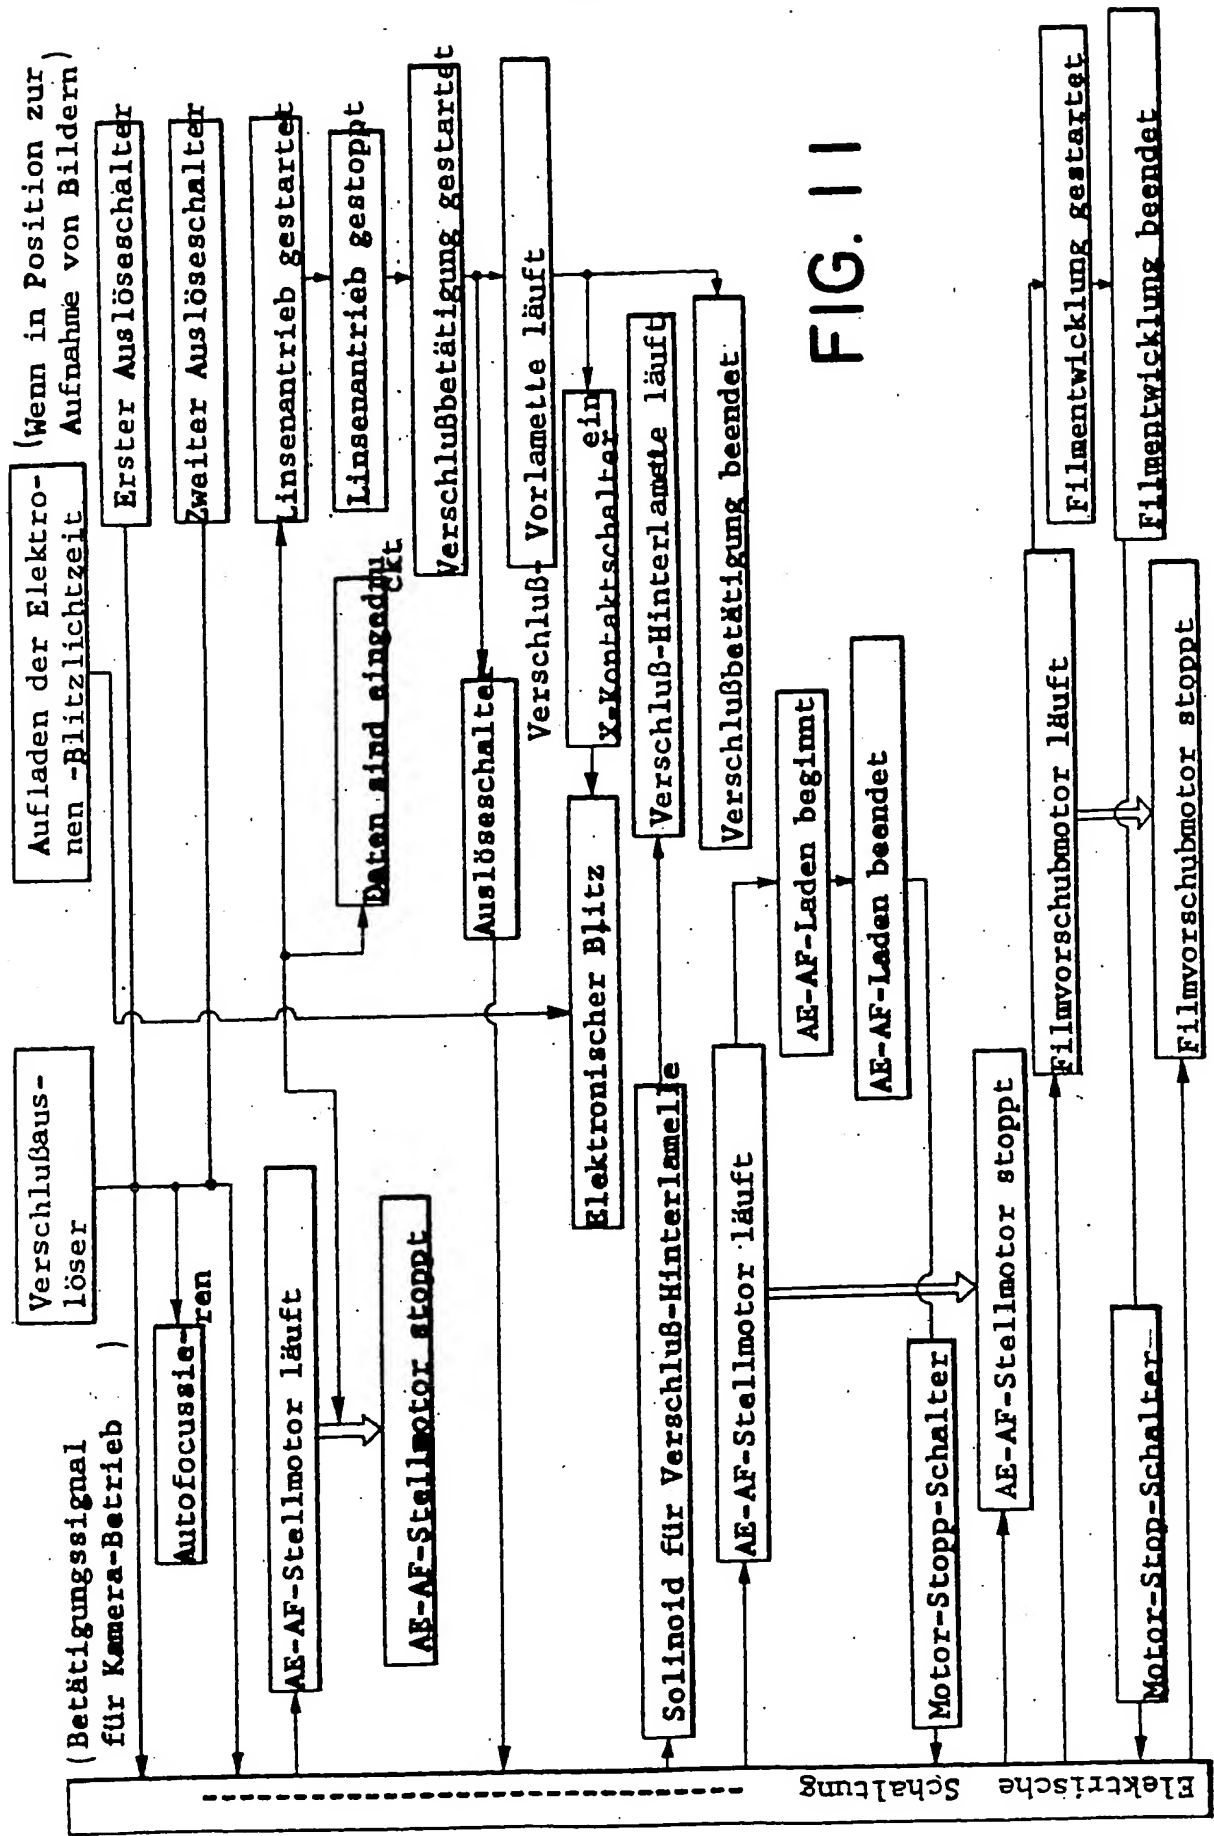 (Betätigungssignal
für Kamera-Betrieb)
Verschlußaus-
löser
Aufladen der Elektro-
nen -Blitzlichtzeit
(Wenn in Position zur
Aufnahme von Bildern)
Erster Auslöseschalter
Autofocussie-
ren
Zweiter Auslöseschalter
AE-AF-Stellmotor läuft
Linsenantrieb gestartet
AE-AF-Stellmotor stoppt
Daten sind eingedru
ckt
Linsenantrieb gestoppt
Verschlußbetätigung gestartet
Auslöseschalter
Verschluß- Vorlamette läuft
Elektronischer Blitz
X-Kontaktschalter
ein
Solinoid für Verschluß-Hinterlamelle
Verschluß-Hinterlamelle läuft
AE-AF-Stellmotor läuft
Verschlußbetätigung beendet
AE-AF-Laden beginnt
AE-AF-Laden beendet
Motor-Stopp-Schalter
AE-AF-Stellmotor stoppt
Filmvorschubmotor läuft
Filmentwicklung gestartet
Filmentwicklung beendet
Motor-Stop-Schalter
Filmvorschubmotor stoppt
Elektrische Schaltung
FIG. 11